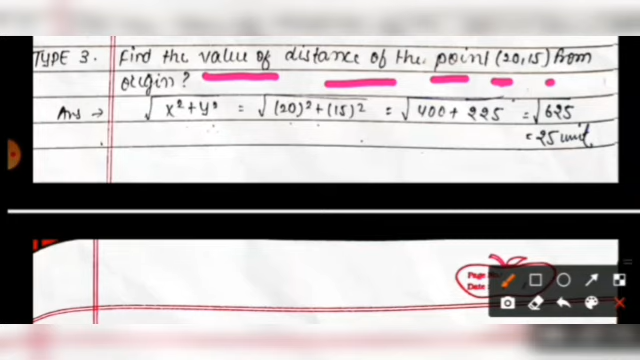 TYPE 3. Find the value of distance of the point (20,15) from
origin?
Ans → √x²+y² = √(20)²+(15)² = √400+225 = √625
= 25 unit
Page No.
Date :